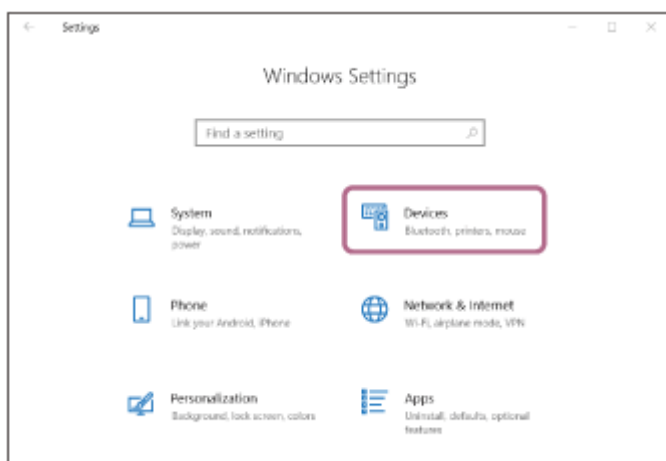 Settings
Windows Settings
Find a setting
System
Display, sound, notifications,
power
Devices
Bluetooth, printers, mouse
Phone
Link your Android, iPhone
Network & Internet
Wi-Fi, airplane mode, VPN
Personalization
Background, lock screen, colors
Apps
Uninstall, defaults, optional
features